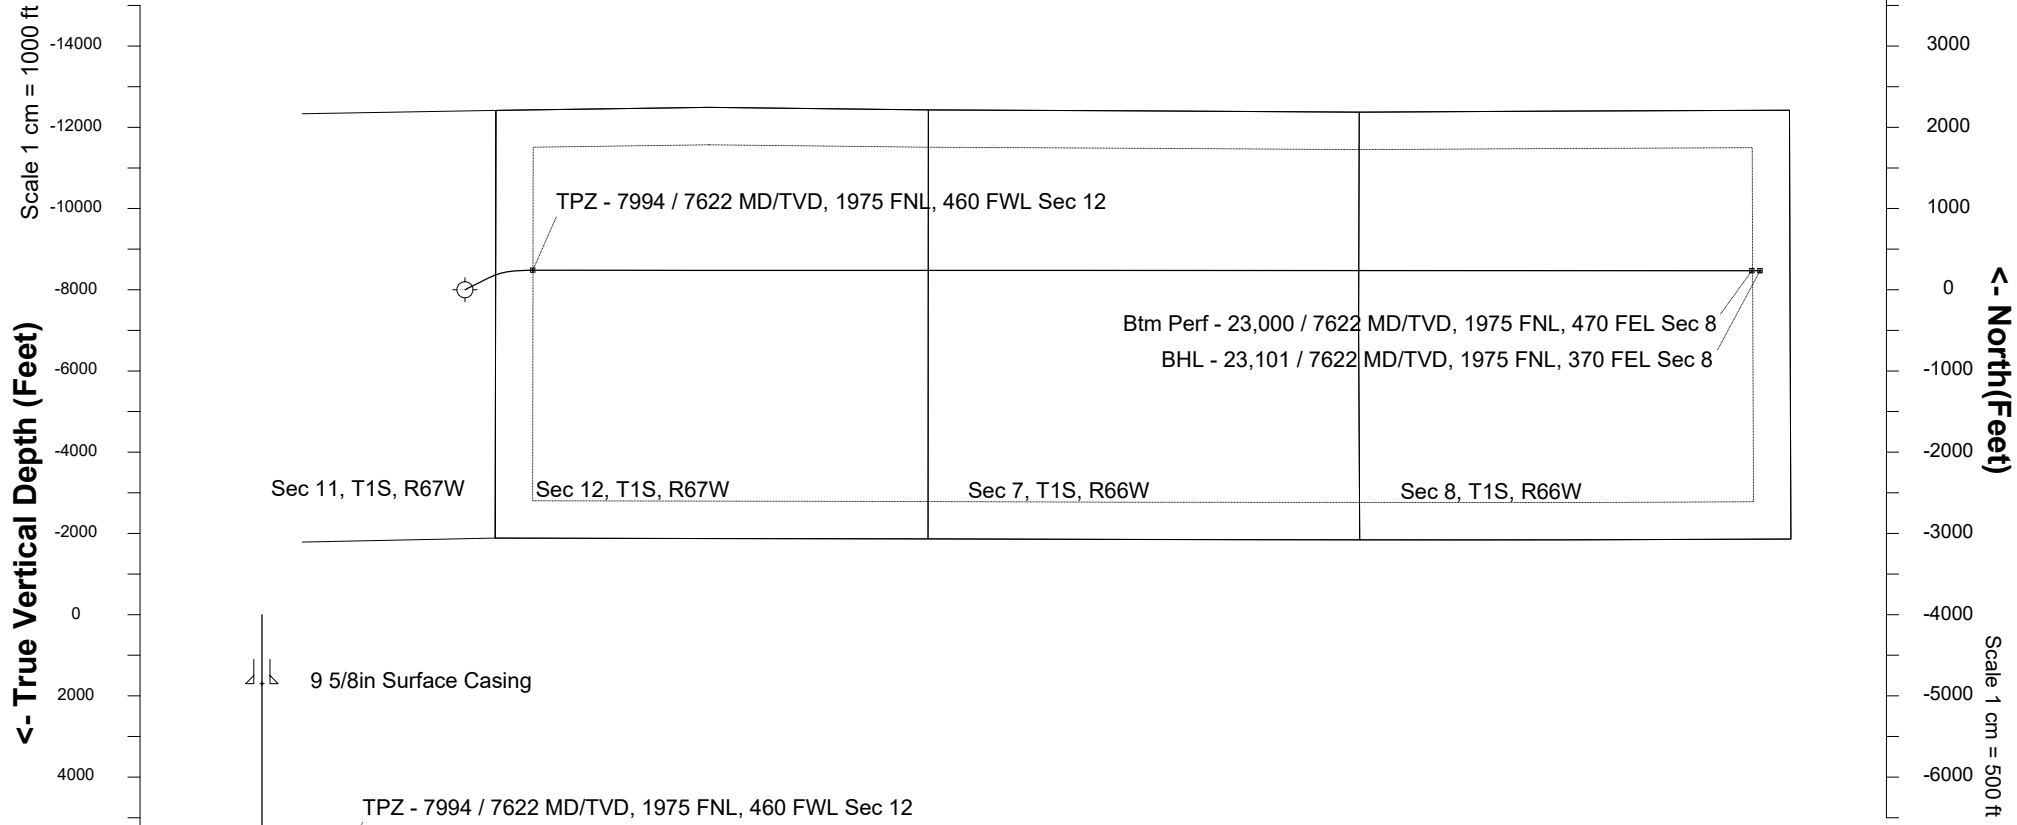 Scale 1 cm = 1000 ft
<- True Vertical Depth (Feet)
-14000
-12000
-10000
-8000
-6000
-4000
-2000
0
2000
4000
TPZ - 7994 / 7622 MD/TVD, 1975 FNL, 460 FWL Sec 12
Btm Perf - 23,000 / 7622 MD/TVD, 1975 FNL, 470 FEL Sec 8
BHL - 23,101 / 7622 MD/TVD, 1975 FNL, 370 FEL Sec 8
Sec 11, T1S, R67W
Sec 12, T1S, R67W
Sec 7, T1S, R66W
Sec 8, T1S, R66W
9 5/8in Surface Casing
TPZ - 7994 / 7622 MD/TVD, 1975 FNL, 460 FWL Sec 12
3000
2000
1000
0
-1000
-2000
-3000
-4000
-5000
-6000
<- North(Feet)
Scale 1 cm = 500 ft